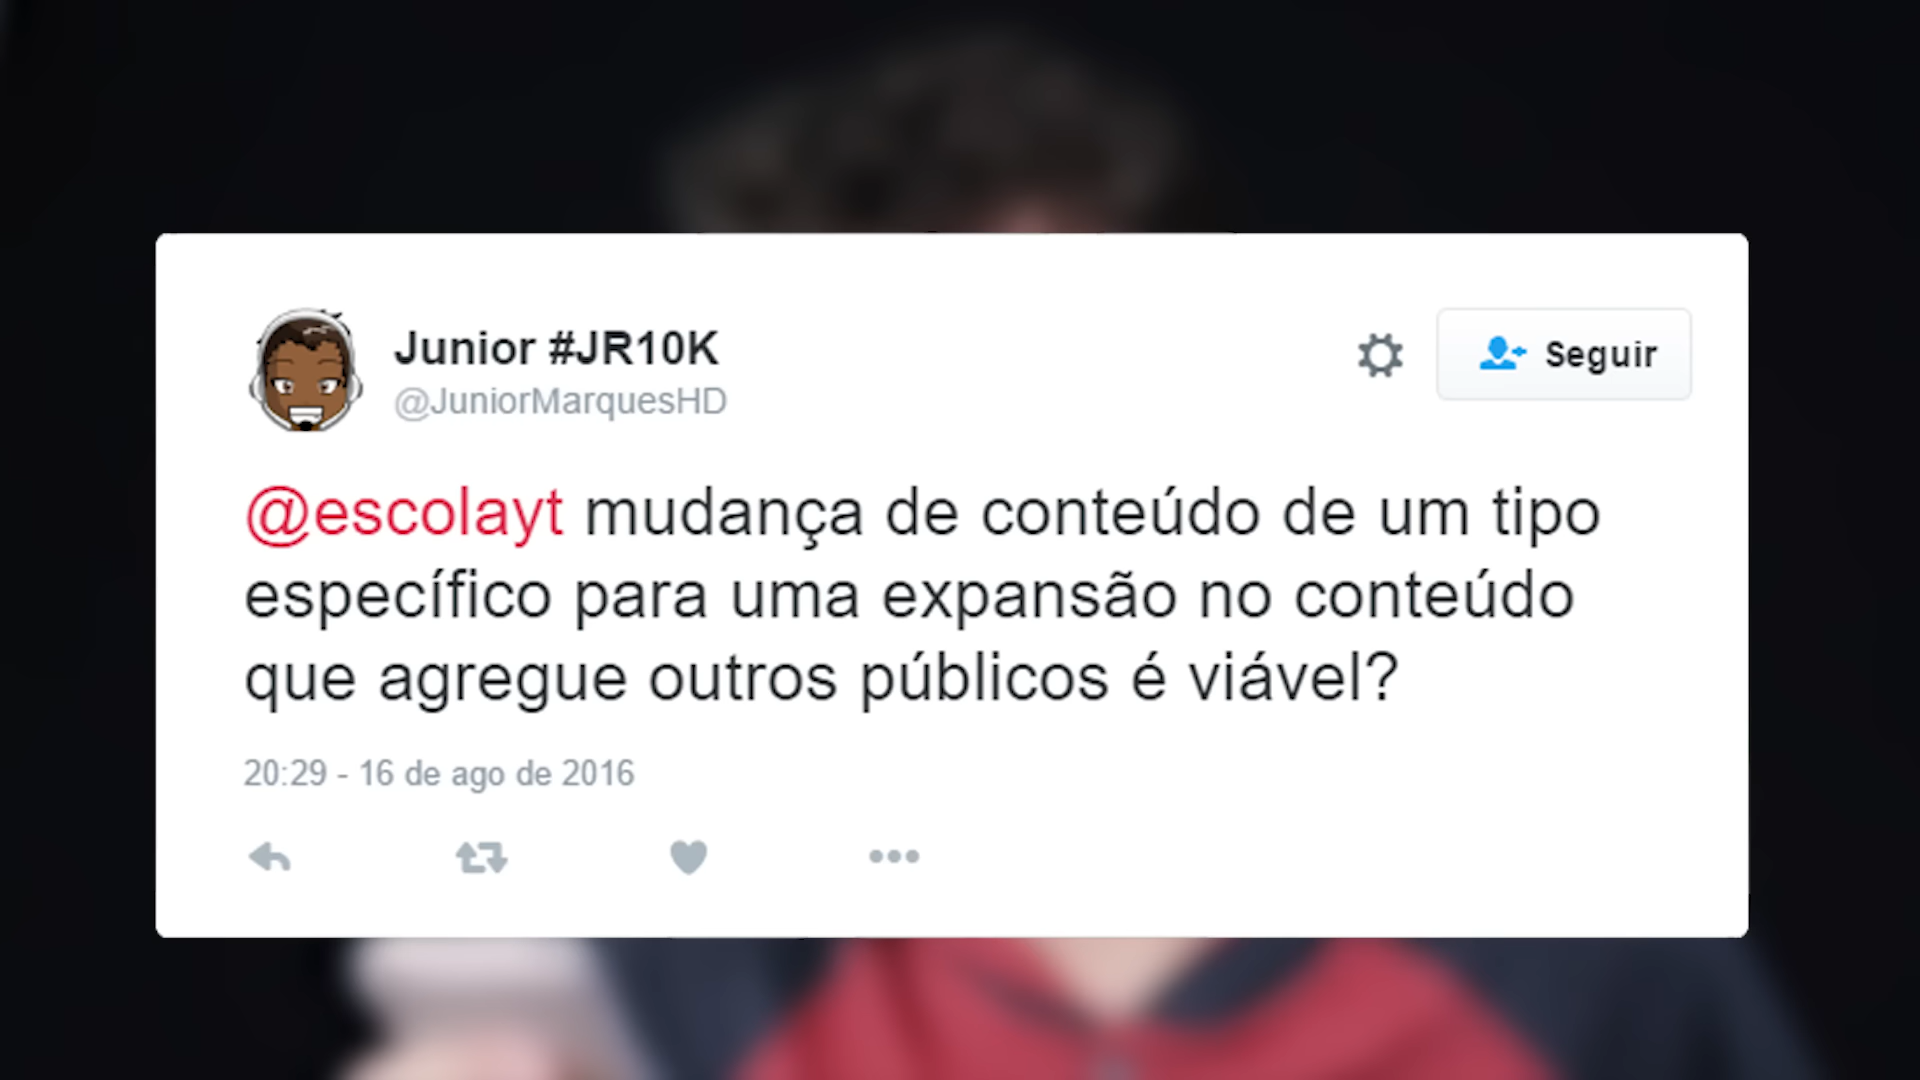 Junior #JR10K
@JuniorMarquesHD
Seguir
@escolayt mudança de conteúdo de um tipo
específico para uma expansão no conteúdo
que agregue outros públicos é viável?
20:29 - 16 de ago de 2016